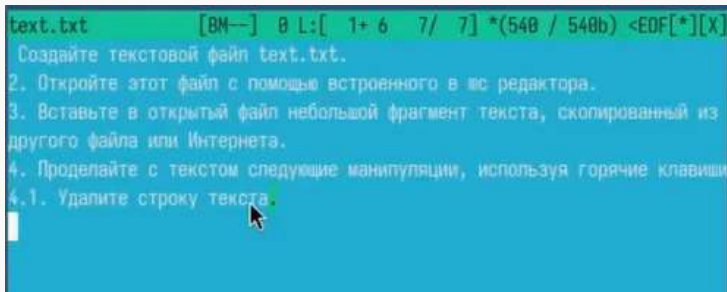 text.txt [BM--] 0 L:[ 1+ 6 7/ 7] *(540 / 540b) <EOF[*][X]
Создайте текстовой файл text.txt.
2. Откройте этот файл с помощью встроенного в mc редактора.
3. Вставьте в открытый файл небольшой фрагмент текста, скопированный из
другого файла или Интернета.
4. Проделайте с текстом следующие манипуляции, используя горячие клавиши
4.1. Удалите строку текста.